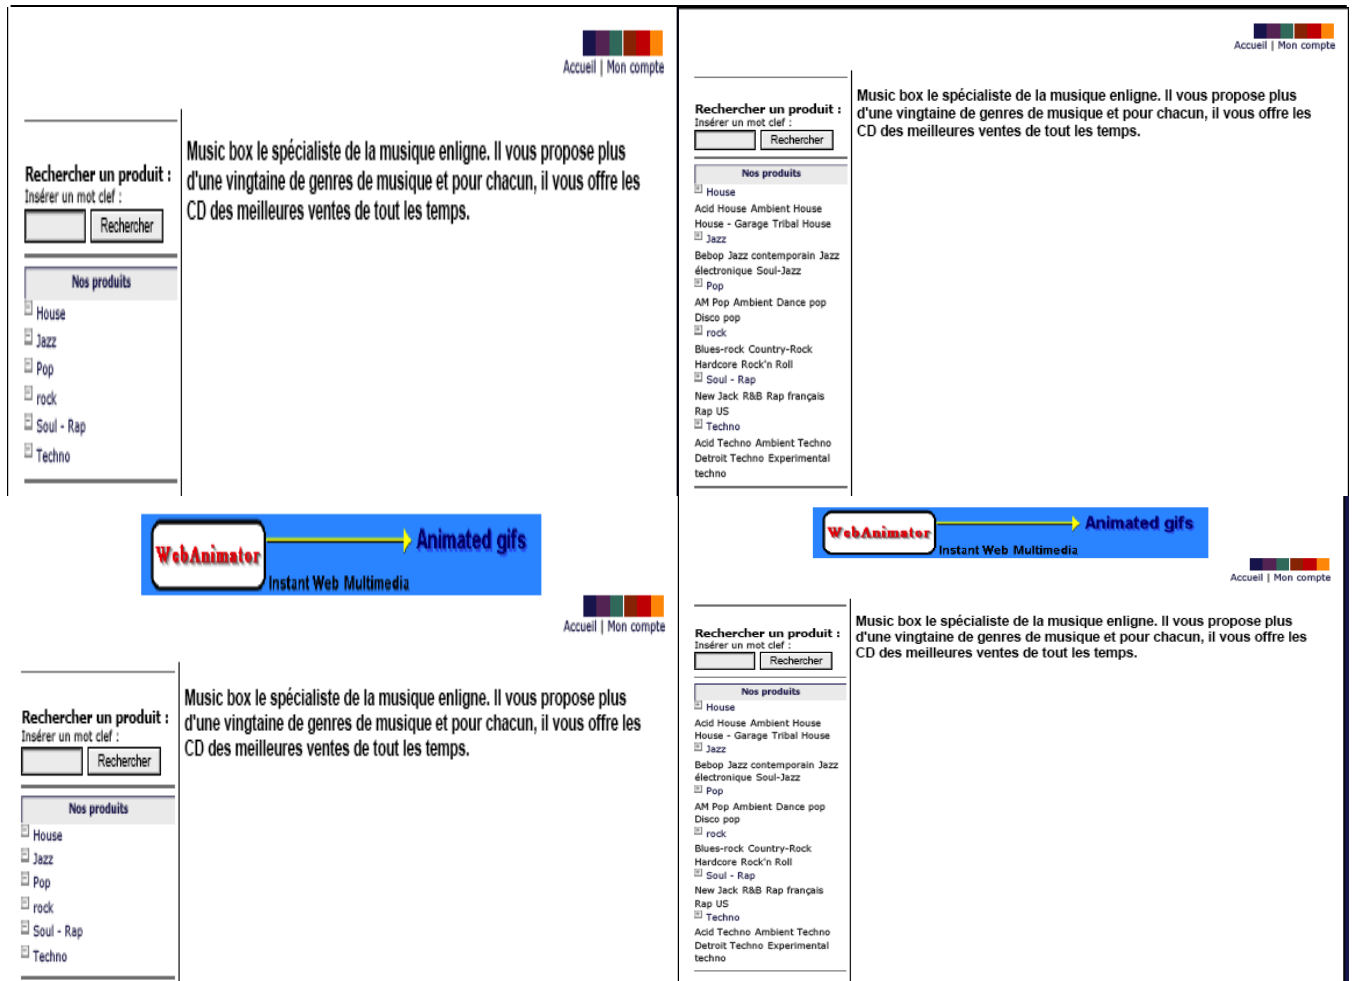 Accueil | Mon compte
Rechercher un produit :
Insérer un mot clef :
Rechercher
Nos produits
House
Jazz
Pop
rock
Soul - Rap
Techno
Music box le spécialiste de la musique enligne. Il vous propose plus
d'une vingtaine de genres de musique et pour chacun, il vous offre les
CD des meilleures ventes de tout les temps.
Accueil | Mon compte
Rechercher un produit :
Insérer un mot clef :
Rechercher
Nos produits
House
Acid House Ambient House
House - Garage Tribal House
Jazz
Bebop Jazz contemporain Jazz
électronique Soul-Jazz
Pop
AM Pop Ambient Dance pop
Disco pop
rock
Blues-rock Country-Rock
Hardcore Rock'n Roll
Soul - Rap
New Jack R&B Rap français
Rap US
Techno
Acid Techno Ambient Techno
Detroit Techno Experimental
techno
Music box le spécialiste de la musique enligne. Il vous propose plus
d'une vingtaine de genres de musique et pour chacun, il vous offre les
CD des meilleures ventes de tout les temps.
WebAnimator
Animated gifs
Instant Web Multimedia
Accueil | Mon compte
Rechercher un produit :
Insérer un mot clef :
Rechercher
Nos produits
House
Jazz
Pop
rock
Soul - Rap
Techno
Music box le spécialiste de la musique enligne. Il vous propose plus
d'une vingtaine de genres de musique et pour chacun, il vous offre les
CD des meilleures ventes de tout les temps.
WebAnimator
Animated gifs
Instant Web Multimedia
Accueil | Mon compte
Rechercher un produit :
Insérer un mot clef :
Rechercher
Nos produits
House
Acid House Ambient House
House - Garage Tribal House
Jazz
Bebop Jazz contemporain Jazz
électronique Soul-Jazz
Pop
AM Pop Ambient Dance pop
Disco pop
rock
Blues-rock Country-Rock
Hardcore Rock'n Roll
Soul - Rap
New Jack R&B Rap français
Rap US
Techno
Acid Techno Ambient Techno
Detroit Techno Experimental
techno
Music box le spécialiste de la musique enligne. Il vous propose plus
d'une vingtaine de genres de musique et pour chacun, il vous offre les
CD des meilleures ventes de tout les temps.